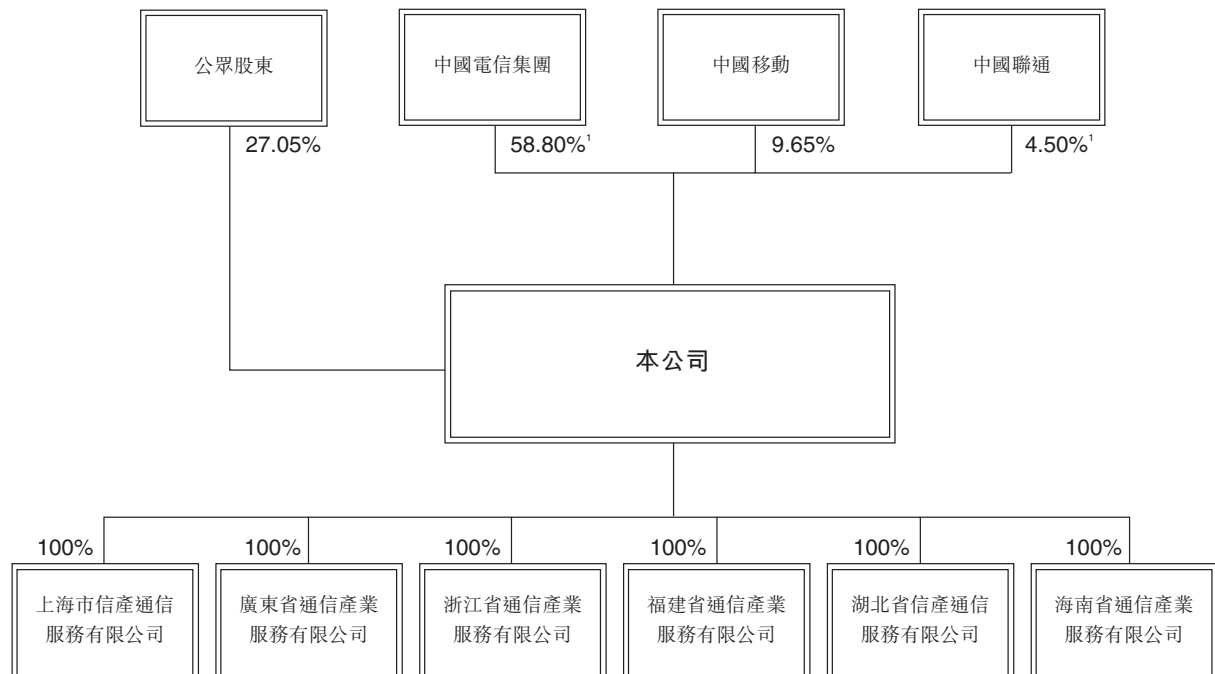 公眾股東
中國電信集團
中國移動
中國聯通
27.05%
58.80%¹
9.65%
4.50%¹
本公司
100%
100%
100%
100%
100%
100%
上海市信產通信
服務有限公司
廣東省通信產業
服務有限公司
浙江省通信產業
服務有限公司
福建省通信產業
服務有限公司
湖北省信產通信
服務有限公司
海南省通信產業
服務有限公司